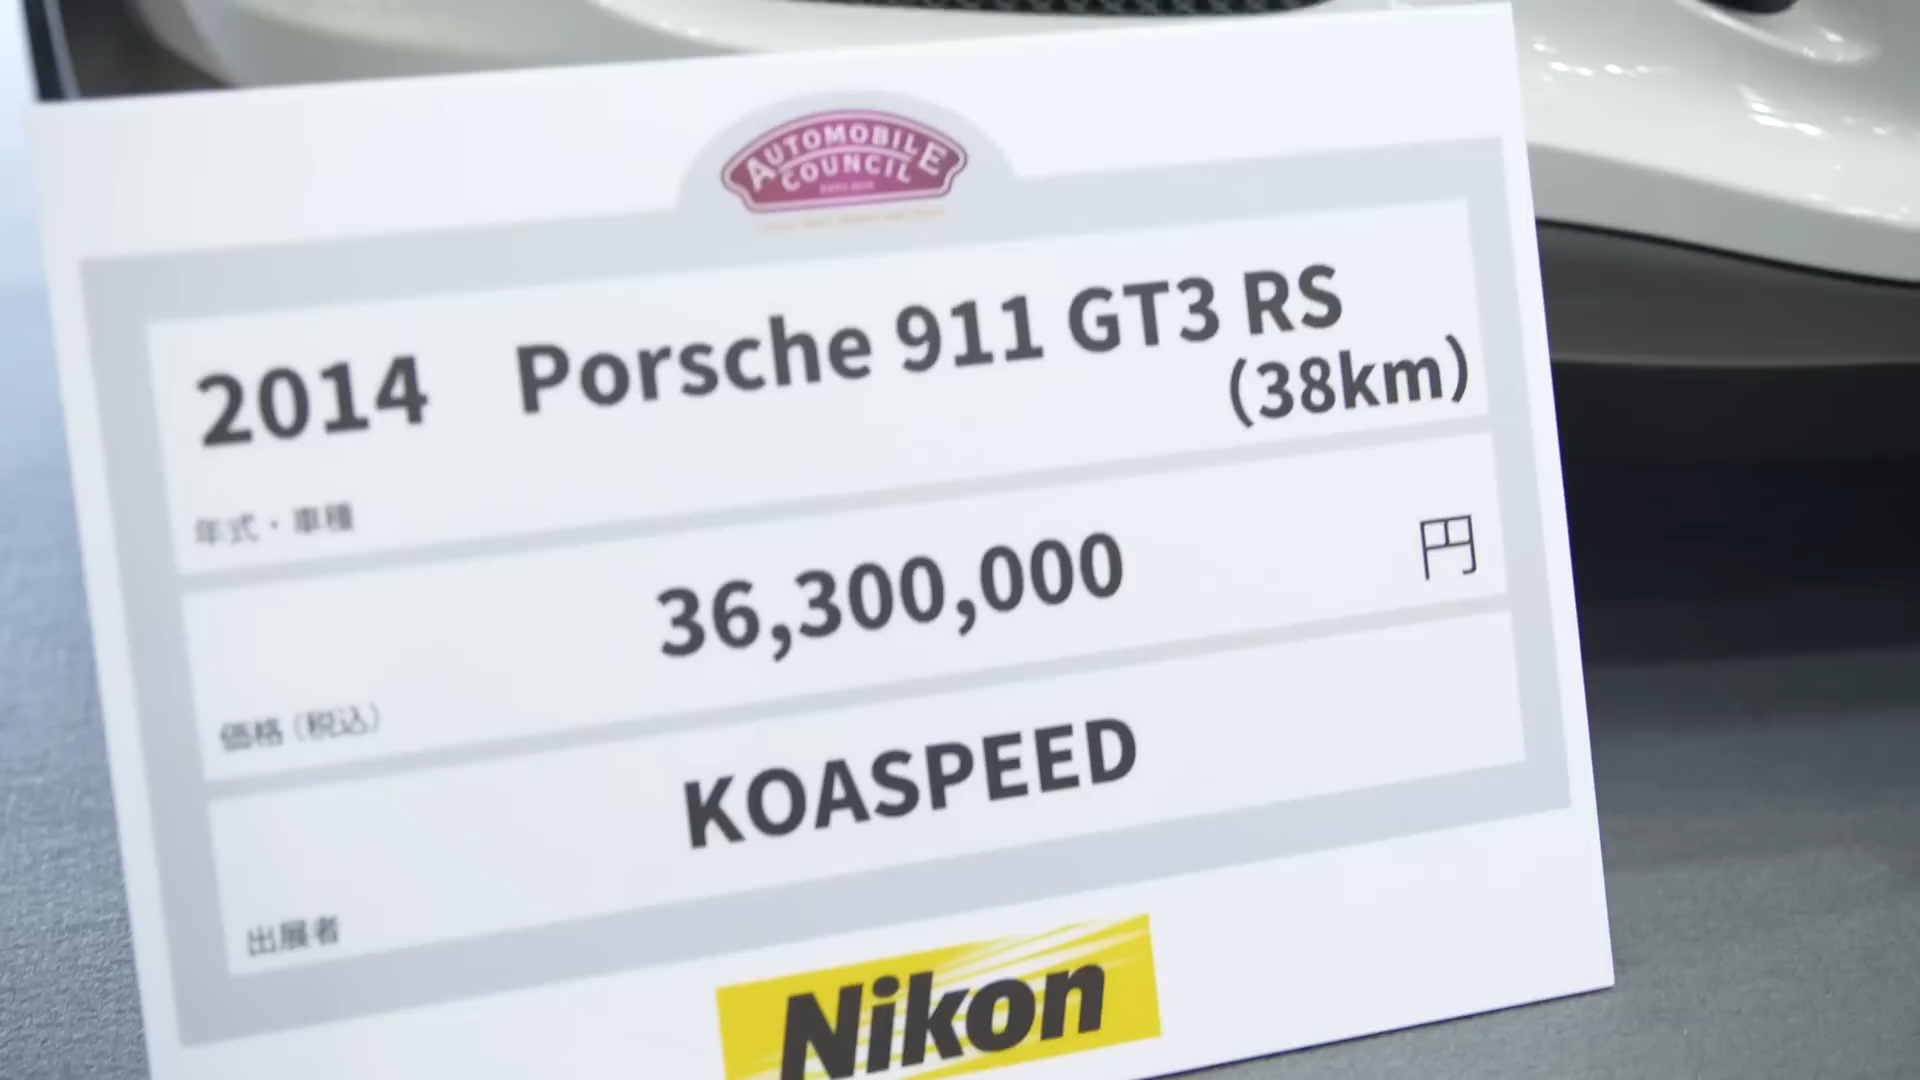 AUTOMOBILE
COUNCIL
2014 Porsche 911 GT3 RS
(38km)
年式・車種
36,300,000 円
価格（税込）
KOASPEED
出展者
Nikon